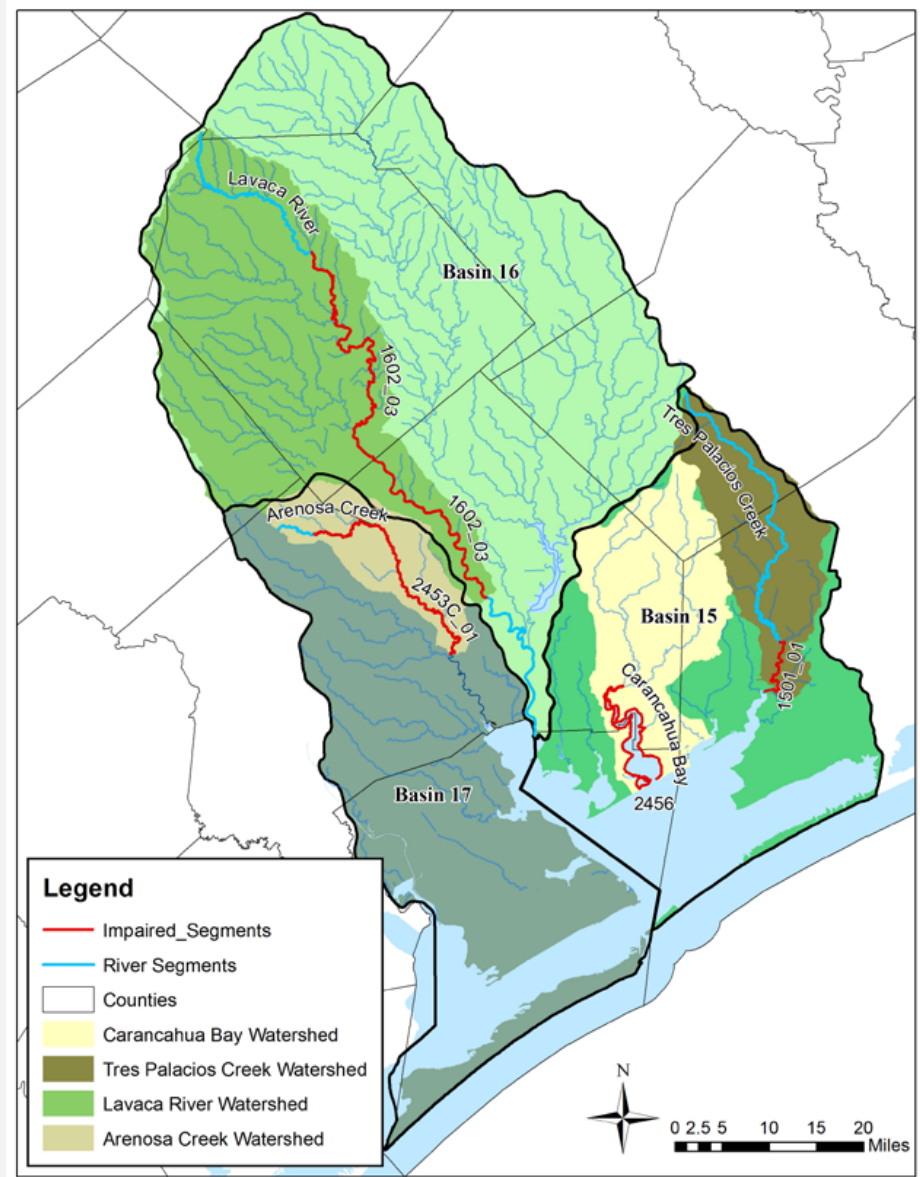 Lavaca River
Basin 16
1602_03
Tres Palacios Creek
1602_03
Arenosa Creek
2453C_01
Basin 15
1501_01
Carancahua Bay
2456
Basin 17
Legend
Impaired_Segments
River Segments
Counties
Carancahua Bay Watershed
Tres Palacios Creek Watershed
Lavaca River Watershed
Arenosa Creek Watershed
N
0 2.5 5 10 15 20
Miles